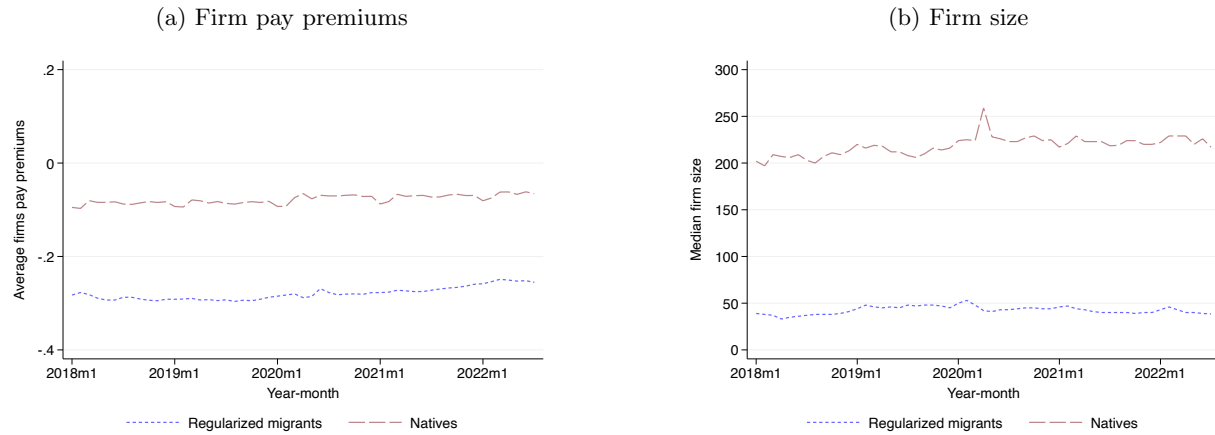 (a) Firm pay premiums
.2
0
-.2
-.4
Average firms pay premiums
2018m1 2019m1 2020m1 2021m1 2022m1
Year-month
Regularized migrants Natives
(b) Firm size
300
250
200
150
100
50
0
Median firm size
2018m1 2019m1 2020m1 2021m1 2022m1
Year-month
Regularized migrants Natives